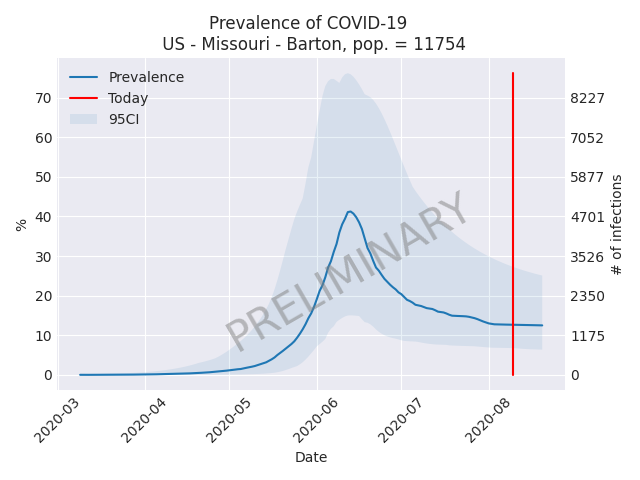 Prevalence of COVID-19
US - Missouri - Barton, pop. = 11754
Prevalence
Today
95CI
70
60
50
40
30
20
10
0
%
8227
7052
5877
4701
3526
2350
1175
0
# of infections
PRELIMINARY
2020-03
2020-04
2020-05
2020-06
2020-07
2020-08
Date